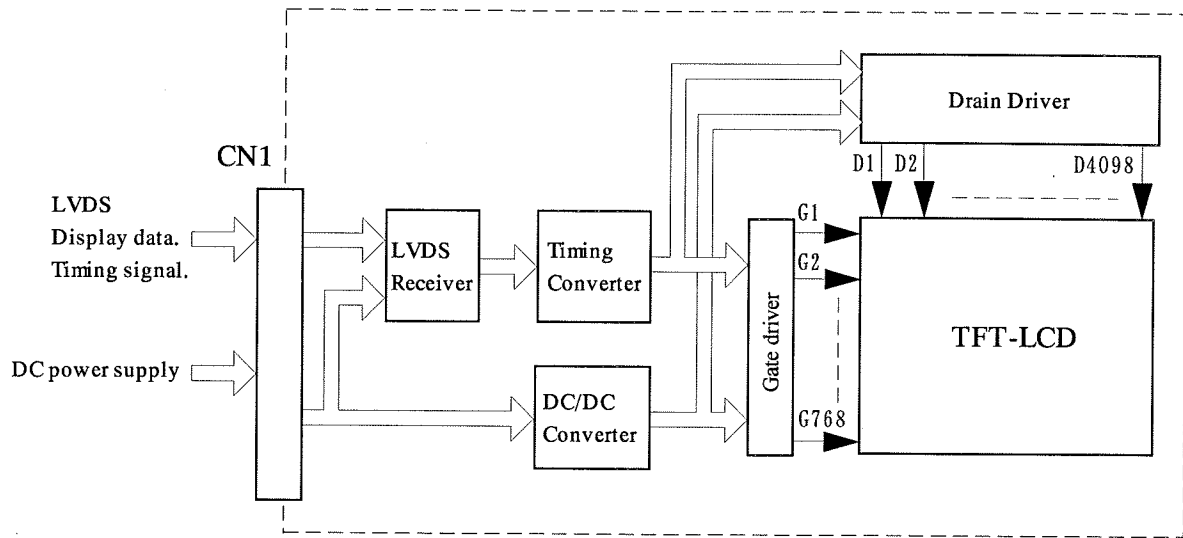 CN1
LVDS
Display data.
Timing signal.
DC power supply
LVDS
Receiver
Timing
Converter
DC/DC
Converter
Gate driver
Drain Driver
D1
D2
D4098
G1
G2
G768
TFT-LCD